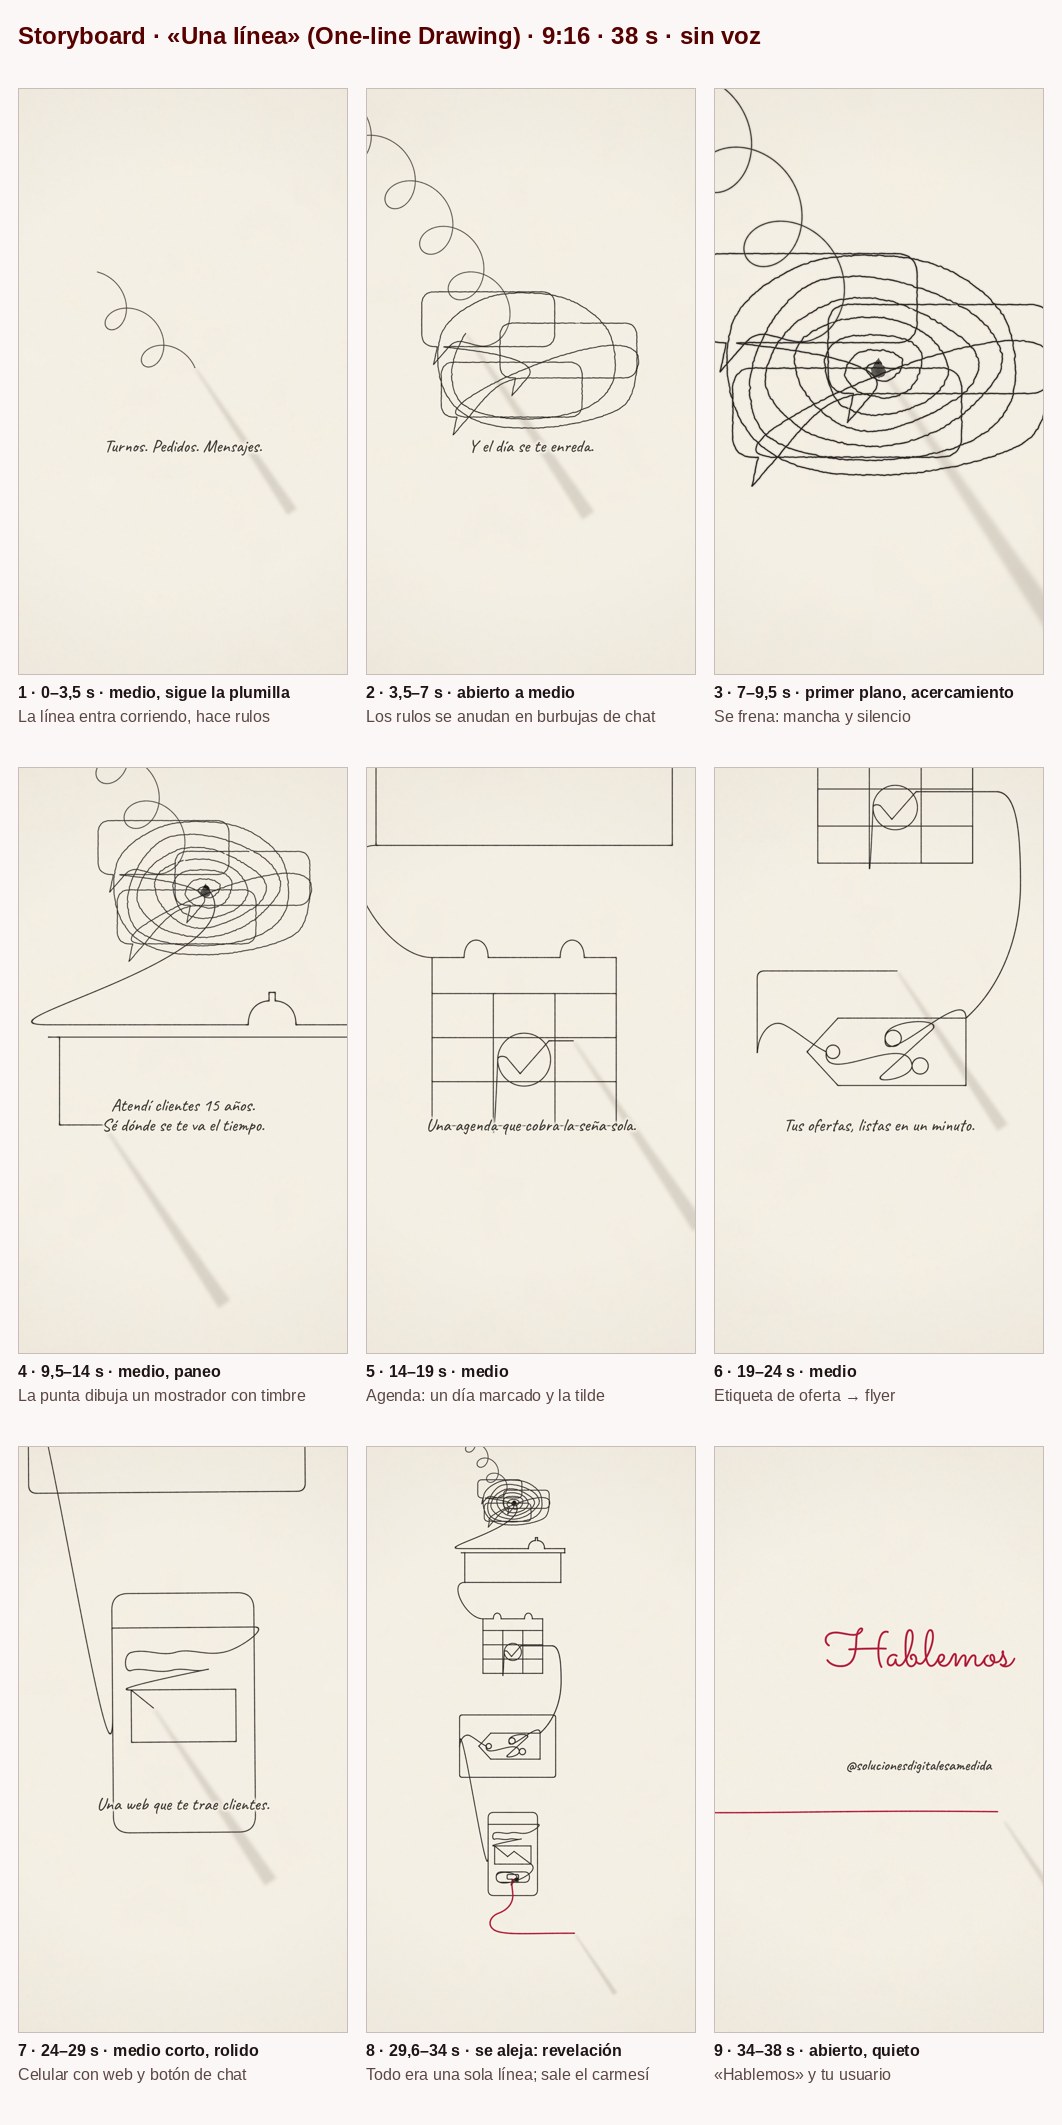 Storyboard · «Una línea» (One-line Drawing) · 9:16 · 38 s · sin voz
Turnos. Pedidos. Mensajes.
1 · 0–3,5 s · medio, sigue la plumilla
La línea entra corriendo, hace rulos
Y el día se te enreda.
2 · 3,5–7 s · abierto a medio
Los rulos se anudan en burbujas de chat
3 · 7–9,5 s · primer plano, acercamiento
Se frena: mancha y silencio
Atendí clientes 15 años.
Sé dónde se te va el tiempo.
4 · 9,5–14 s · medio, paneo
La punta dibuja un mostrador con timbre
Una agenda que cobra la seña sola.
5 · 14–19 s · medio
Agenda: un día marcado y la tilde
Tus ofertas, listas en un minuto.
6 · 19–24 s · medio
Etiqueta de oferta → flyer
Una web que te trae clientes.
7 · 24–29 s · medio corto, rolido
Celular con web y botón de chat
8 · 29,6–34 s · se aleja: revelación
Todo era una sola línea; sale el carmesí
Hablemos
@solucionesdigitalesamedida
9 · 34–38 s · abierto, quieto
«Hablemos» y tu usuario